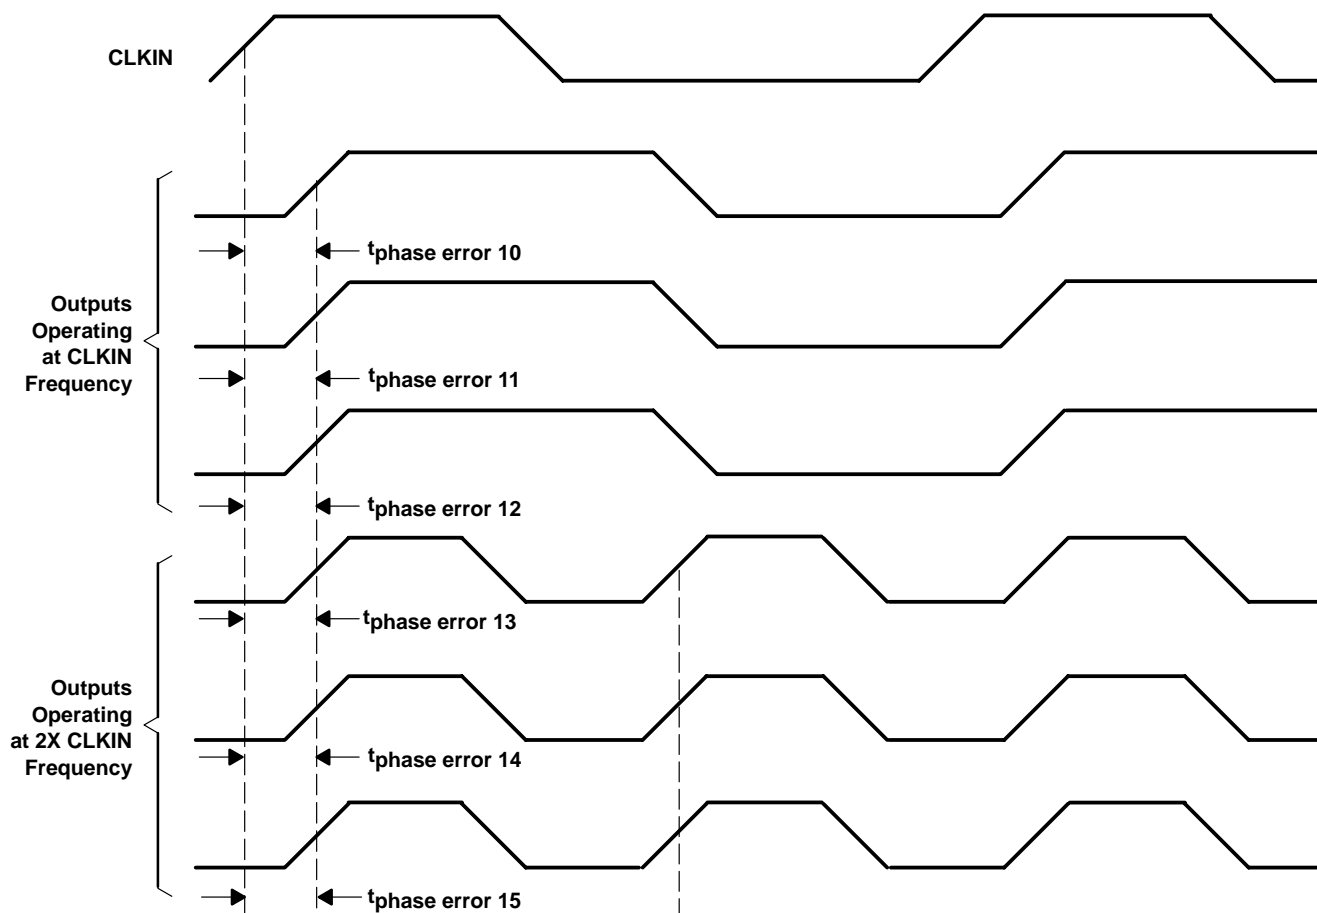 CLKIN
tphase error 10
Outputs
Operating
at CLKIN
Frequency
tphase error 11
tphase error 12
tphase error 13
Outputs
Operating
at 2X CLKIN
Frequency
tphase error 14
tphase error 15